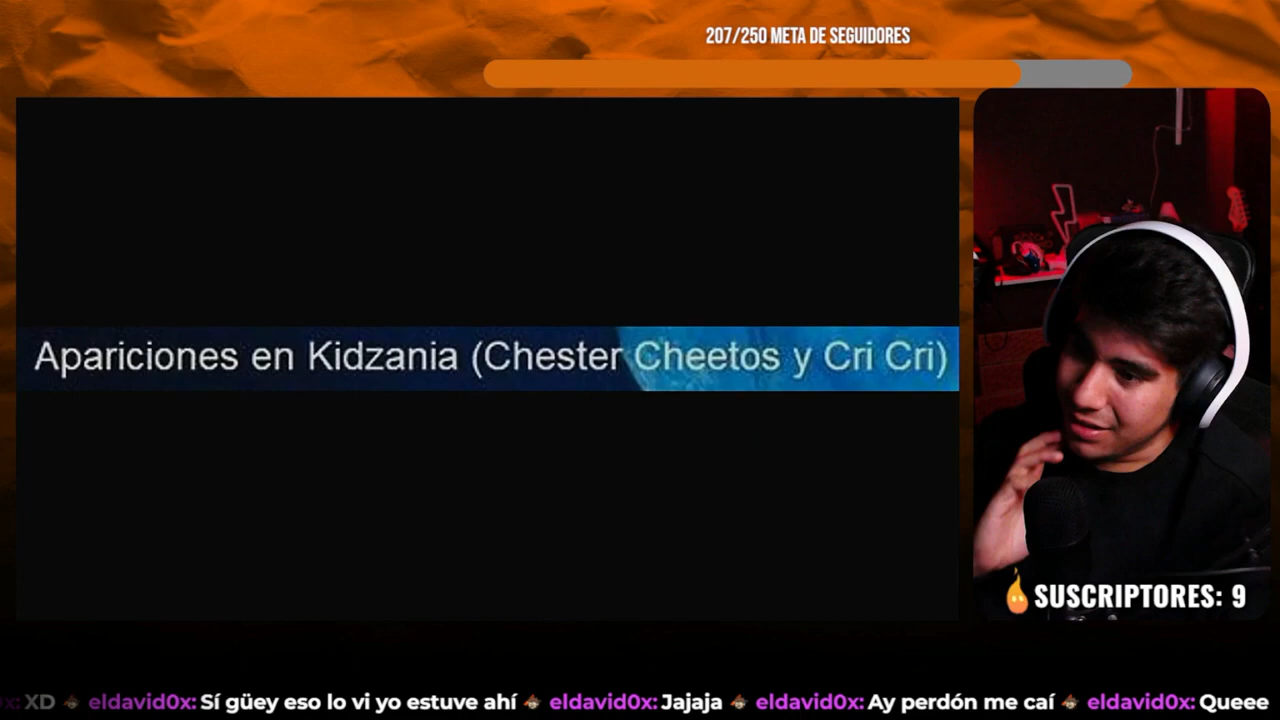 207/250 META DE SEGUIDORES
Apariciones en Kidzania (Chester Cheetos y Cri Cri)
SUSCRIPTORES: 9
x: XD eldavid0x: Sí güey eso lo vi yo estuve ahí eldavid0x: Jajaja eldavid0x: Ay perdón me caí eldavid0x: Queee